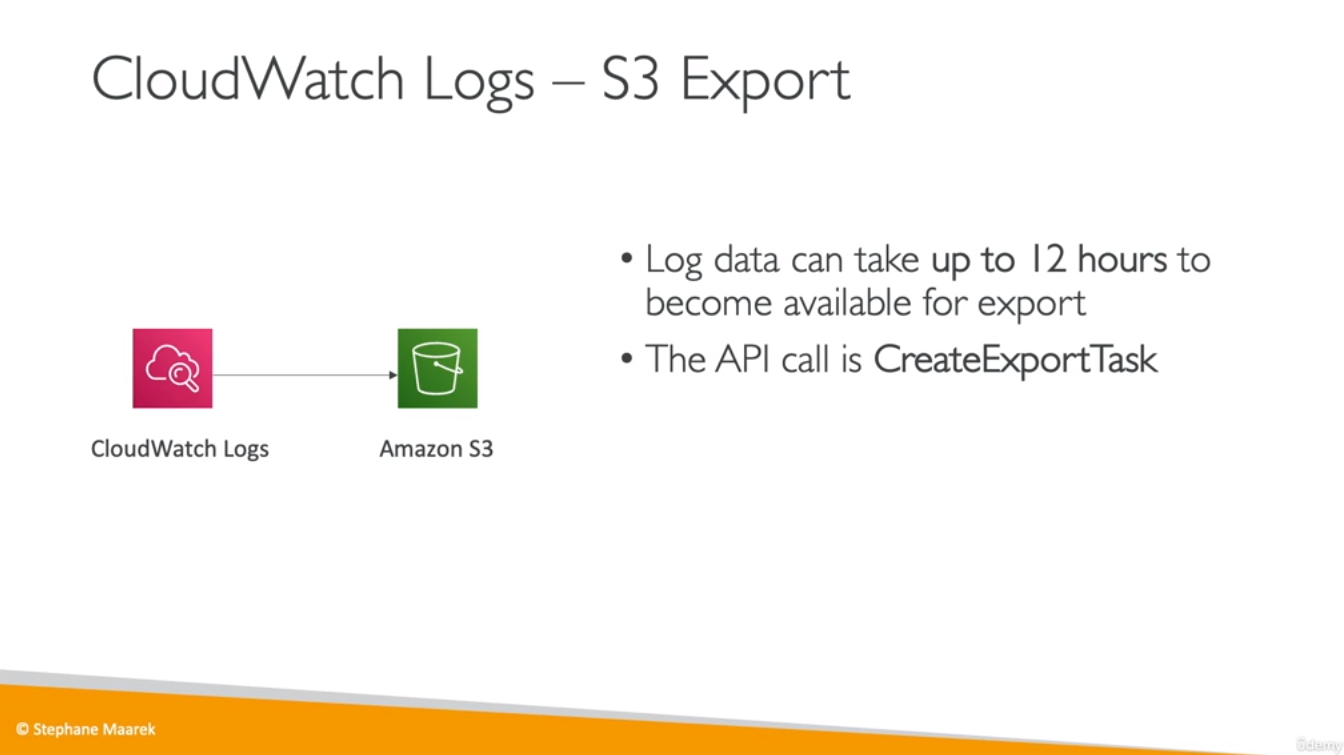 CloudWatch Logs – S3 Export
• Log data can take up to 12 hours to
become available for export
• The API call is CreateExportTask
CloudWatch Logs
Amazon S3
© Stephane Maarek
ûdemy